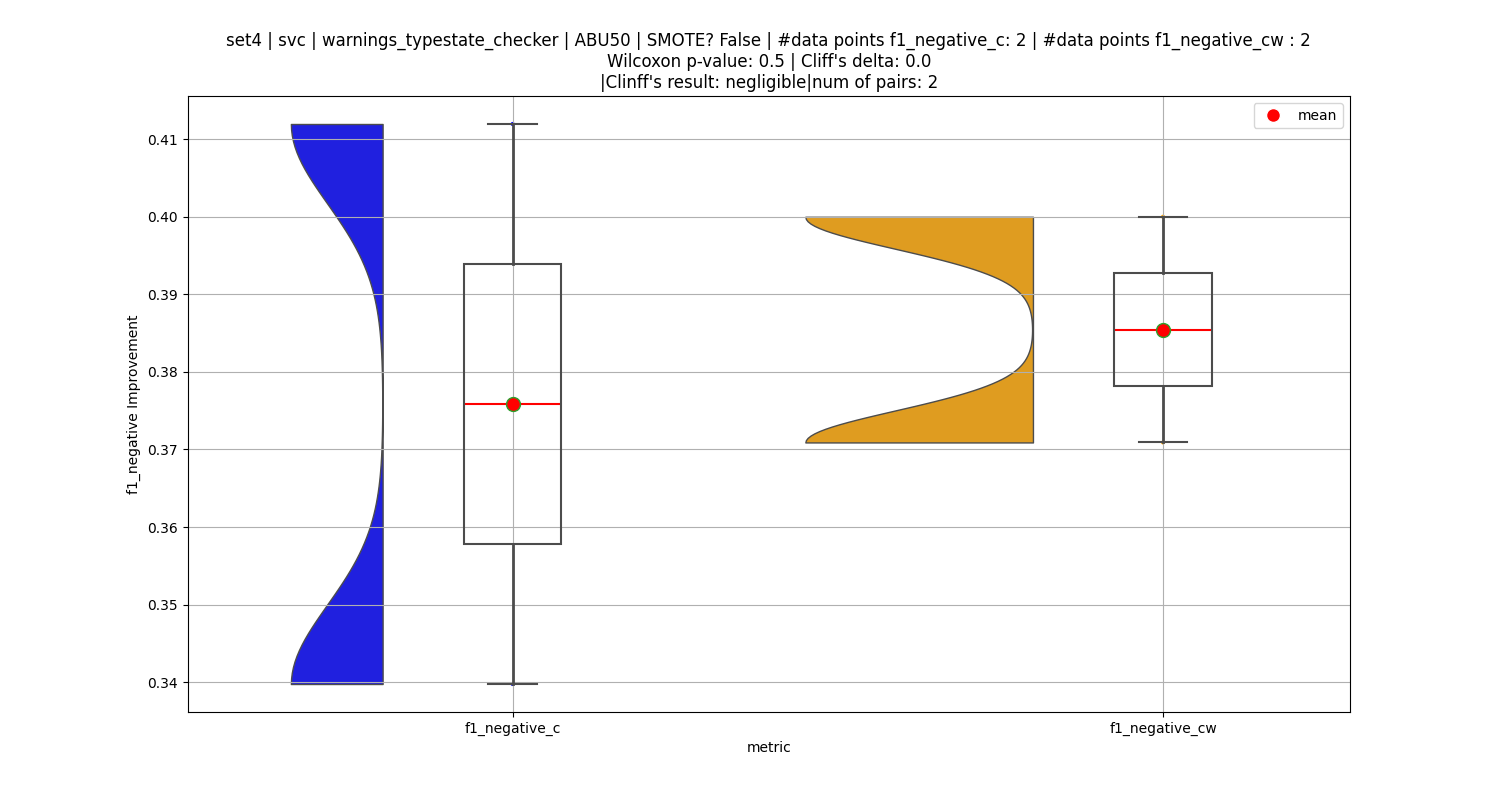 set4 | svc | warnings_typestate_checker | ABU50 | SMOTE? False | #data points f1_negative_c: 2 | #data points f1_negative_cw : 2
Wilcoxon p-value: 0.5 | Cliff's delta: 0.0
|Clinff's result: negligible|num of pairs: 2
mean
0.41
0.40
0.39
0.38
0.37
0.36
0.35
0.34
f1_negative Improvement
f1_negative_c
f1_negative_cw
metric